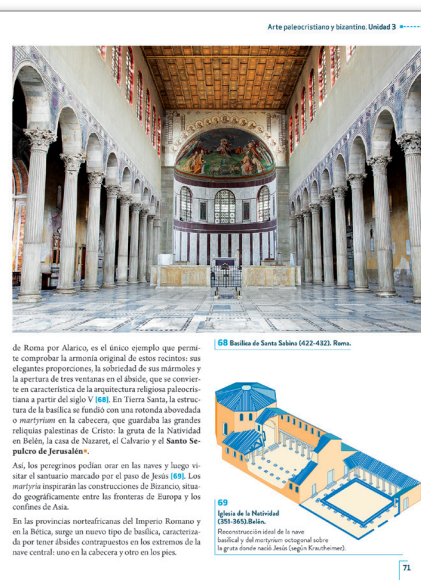 Arte paleocristiano y bizantino. Unidad 3
68 Basílica de Santa Sabina (422-432). Roma.
de Roma por Alarico, es el único ejemplo que permi-
te comprobar la armonía original de estos recintos: sus
elegantes proporciones, la sobriedad de sus mármoles y
la apertura de tres ventanas en el ábside, que se convier-
te en característica de la arquitectura religiosa paleocris-
tiana a partir del siglo V [68]. En Tierra Santa, la estruc-
tura de la basílica se fundió con una rotonda abovedada
o martyrium en la cabecera, que guardaba las grandes
reliquias palestinas de Cristo: la gruta de la Natividad
en Belén, la casa de Nazaret, el Calvario y el Santo Se-
pulcro de Jerusalén.
Así, los peregrinos podían orar en las naves y luego vi-
sitar el santuario marcado por el paso de Jesús [69]. Los
martyria inspirarán las construcciones de Bizancio, situa-
do geográficamente entre las fronteras de Europa y los
confines de Asia.
En las provincias norteafricanas del Imperio Romano y
en la Bética, surge un nuevo tipo de basílica, caracteriza-
da por tener ábsides contrapuestos en los extremos de la
nave central: uno en la cabecera y otro en los pies.
69
Iglesia de la Natividad
(351-365).Belén.
Reconstrucción ideal de la nave
basilical y del martyrium octogonal sobre
la gruta donde nació Jesús (según Krautheimer).
71